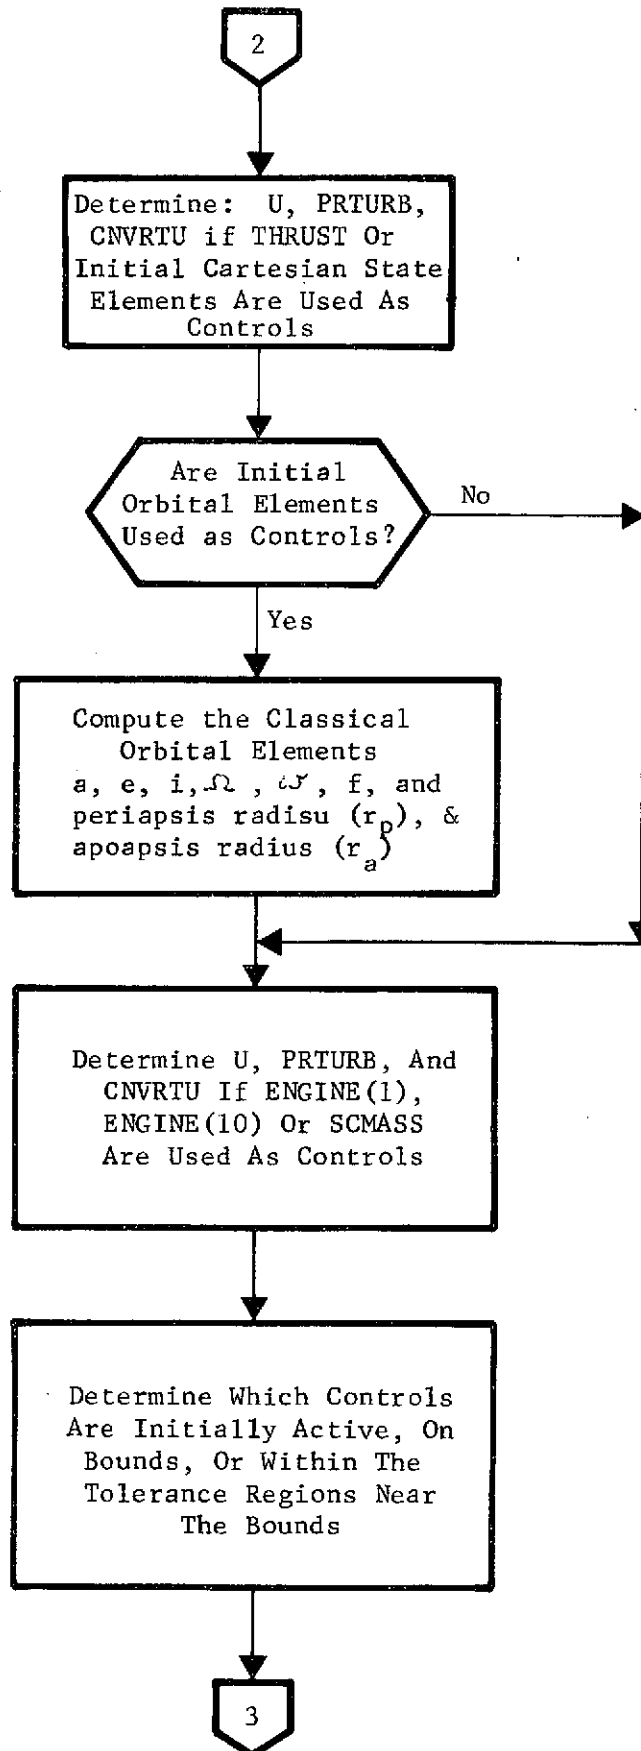 2
Determine: U, PRTURB,
CNVRTU if THRUST Or
Initial Cartesian State
Elements Are Used As
Controls
Are Initial
Orbital Elements
Used as Controls?
No
Yes
Compute the Classical
Orbital Elements
a, e, i, Ω, ω, f, and
periapsis radisu (r_p), &
apoapsis radius (r_a)
Determine U, PRTURB, And
CNVRTU If ENGINE(1),
ENGINE(10) Or SCMASS
Are Used As Controls
Determine Which Controls
Are Initially Active, On
Bounds, Or Within The
Tolerance Regions Near
The Bounds
3